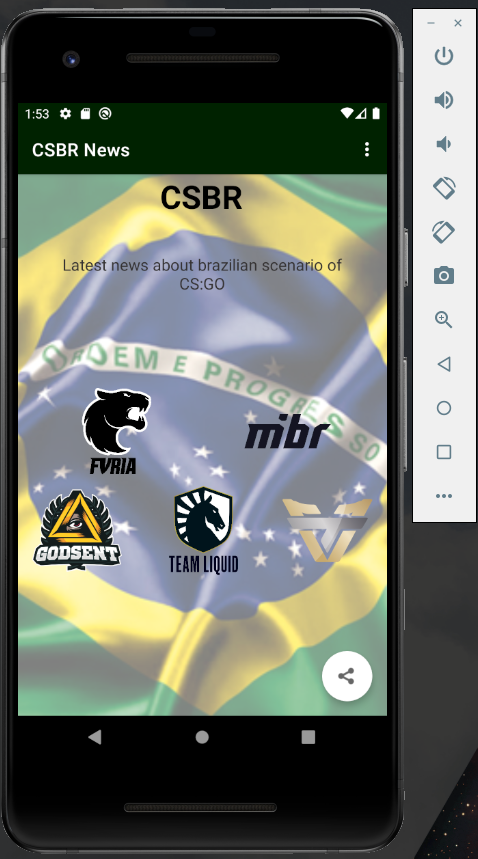 1:53
CSBR News
CSBR
Latest news about brazilian scenario of
CS:GO
ORDEM E PROGRESSO
FVRIA
mibr
GODSENT
TEAM LIQUID